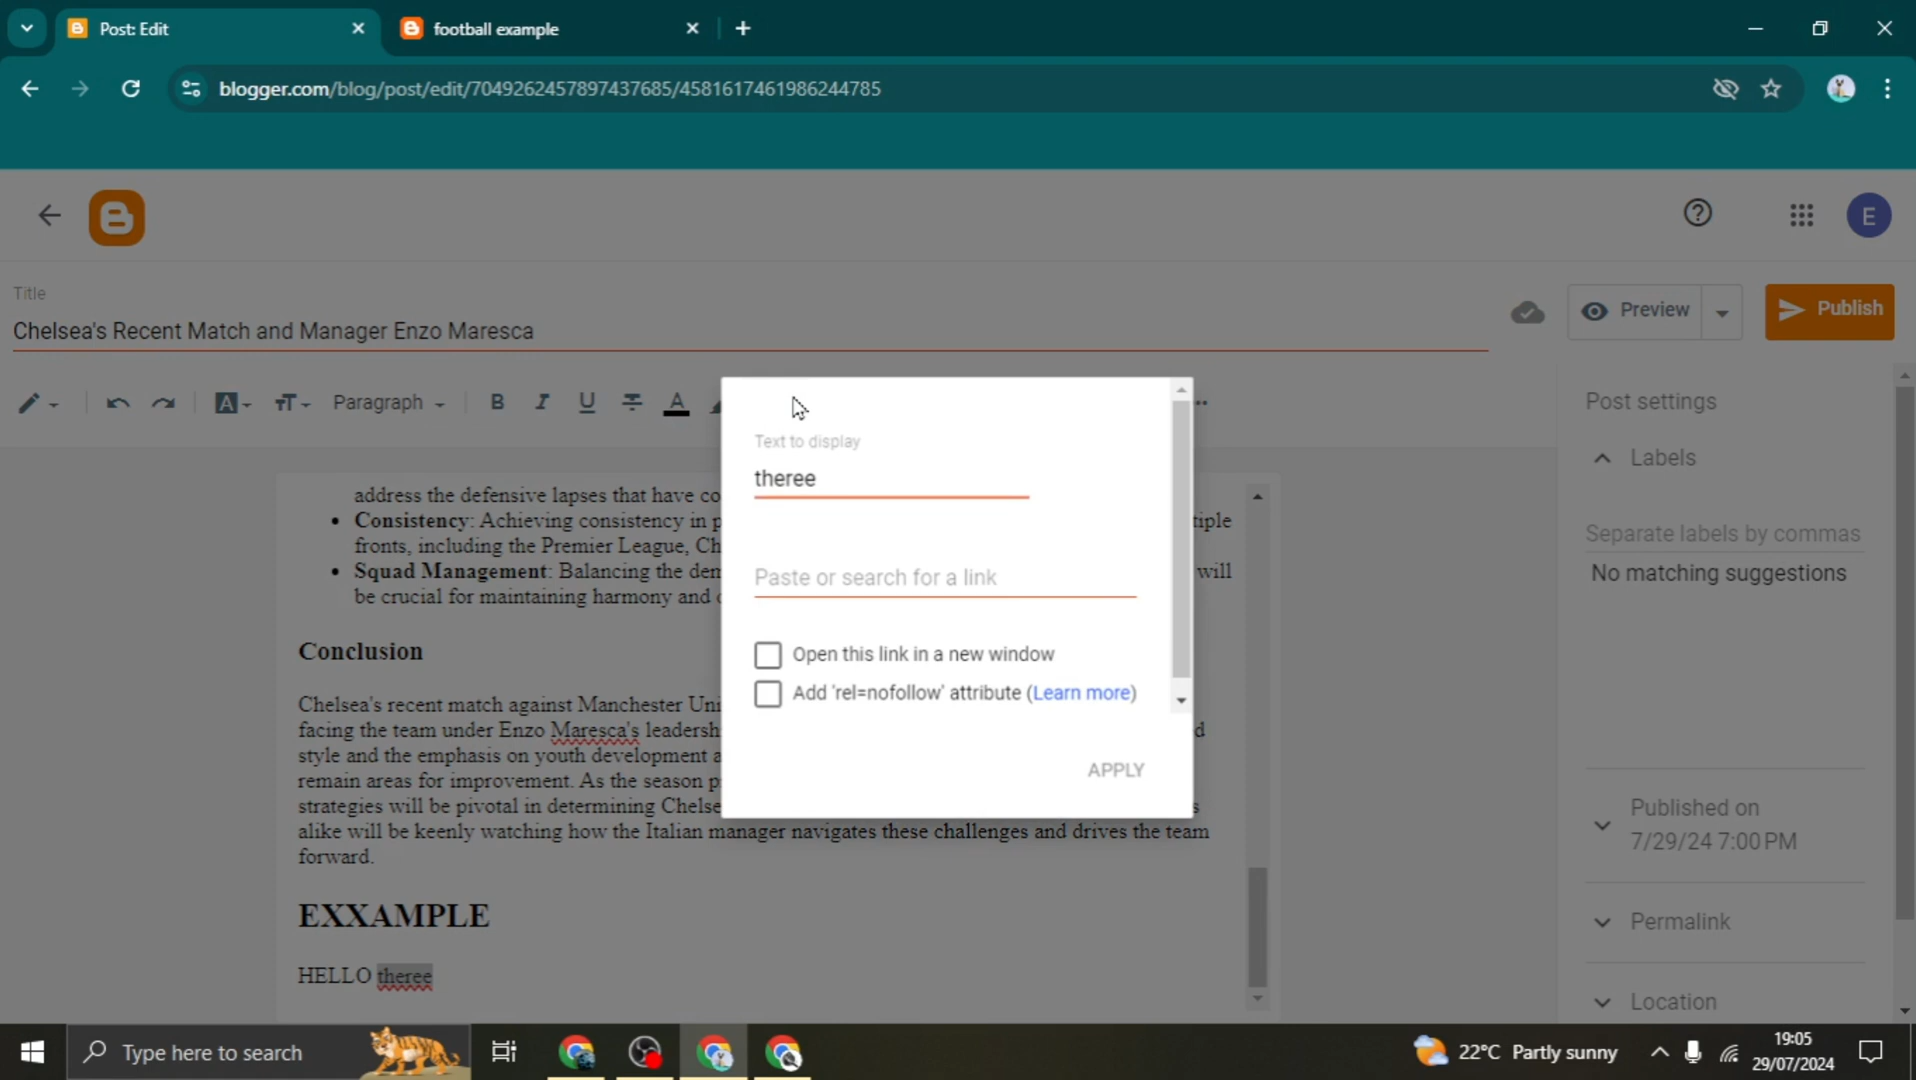 Post: Edit
football example
blogger.com/blog/post/edit/7049262457897437685/4581617461986244785
E
Title
Chelsea's Recent Match and Manager Enzo Maresca
Preview
Publish
Paragraph
B I U A
Post settings
Labels
Separate labels by commas
No matching suggestions
Published on
7/29/24 7:00 PM
Permalink
Location
Text to display
theree
Paste or search for a link
Open this link in a new window
Add 'rel=nofollow' attribute (Learn more)
APPLY
address the defensive lapses that have co
• Consistency: Achieving consistency in p tiple
fronts, including the Premier League, Ch
• Squad Management: Balancing the den will
be crucial for maintaining harmony and
Conclusion
Chelsea's recent match against Manchester Uni
facing the team under Enzo Maresca's leadersh d
style and the emphasis on youth development a
remain areas for improvement. As the season p
strategies will be pivotal in determining Chelse s
alike will be keenly watching how the Italian manager navigates these challenges and drives the team
forward.
EXXAMPLE
HELLO theree
Type here to search
22°C Partly sunny
19:05
29/07/2024